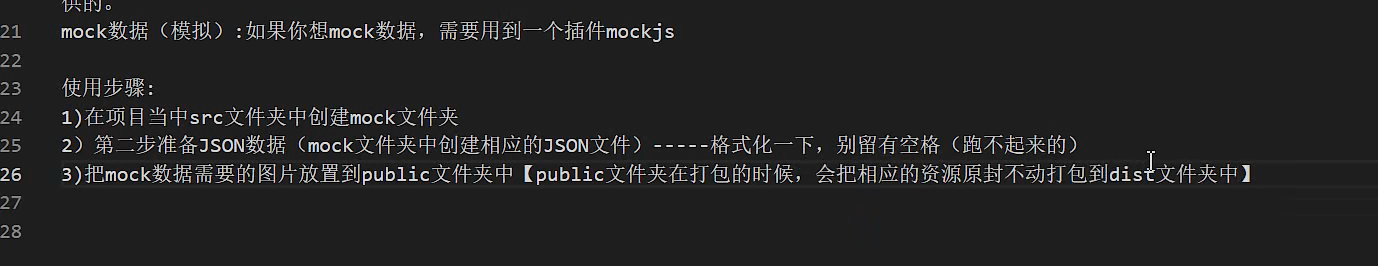 供的。
21 mock数据（模拟）:如果你想mock数据，需要用到一个插件mockjs
22
23 使用步骤:
24 1)在项目当中src文件夹中创建mock文件夹
25 2）第二步准备JSON数据（mock文件夹中创建相应的JSON文件）-----格式化一下，别留有空格（跑不起来的）
26 3)把mock数据需要的图片放置到public文件夹中【public文件夹在打包的时候，会把相应的资源原封不动打包到dist文件夹中】
27
28